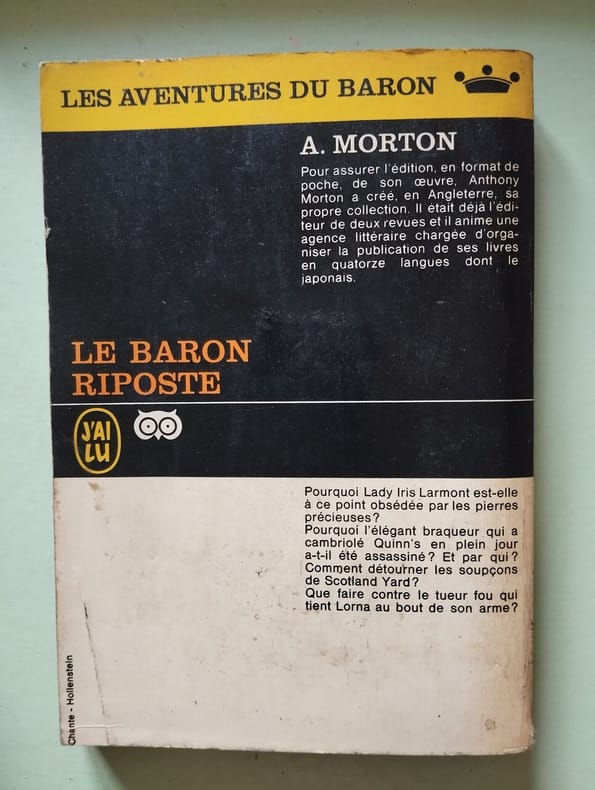 LES AVENTURES DU BARON
A. MORTON
Pour assurer l'édition, en format de
poche, de son œuvre, Anthony
Morton a créé, en Angleterre, sa
propre collection. Il était déjà l'édi-
teur de deux revues et il anime une
agence littéraire chargée d'orga-
niser la publication de ses livres
en quatorze langues dont le
japonais.
LE BARON
RIPOSTE
J'AI
LU
Pourquoi Lady Iris Larmont est-elle
à ce point obsédée par les pierres
précieuses?
Pourquoi l'élégant braqueur qui a
cambriolé Quinn's en plein jour
a-t-il été assassiné? Et par qui?
Comment détourner les soupçons
de Scotland Yard?
Que faire contre le tueur fou qui
tient Lorna au bout de son arme?
Chante - Hollenstein